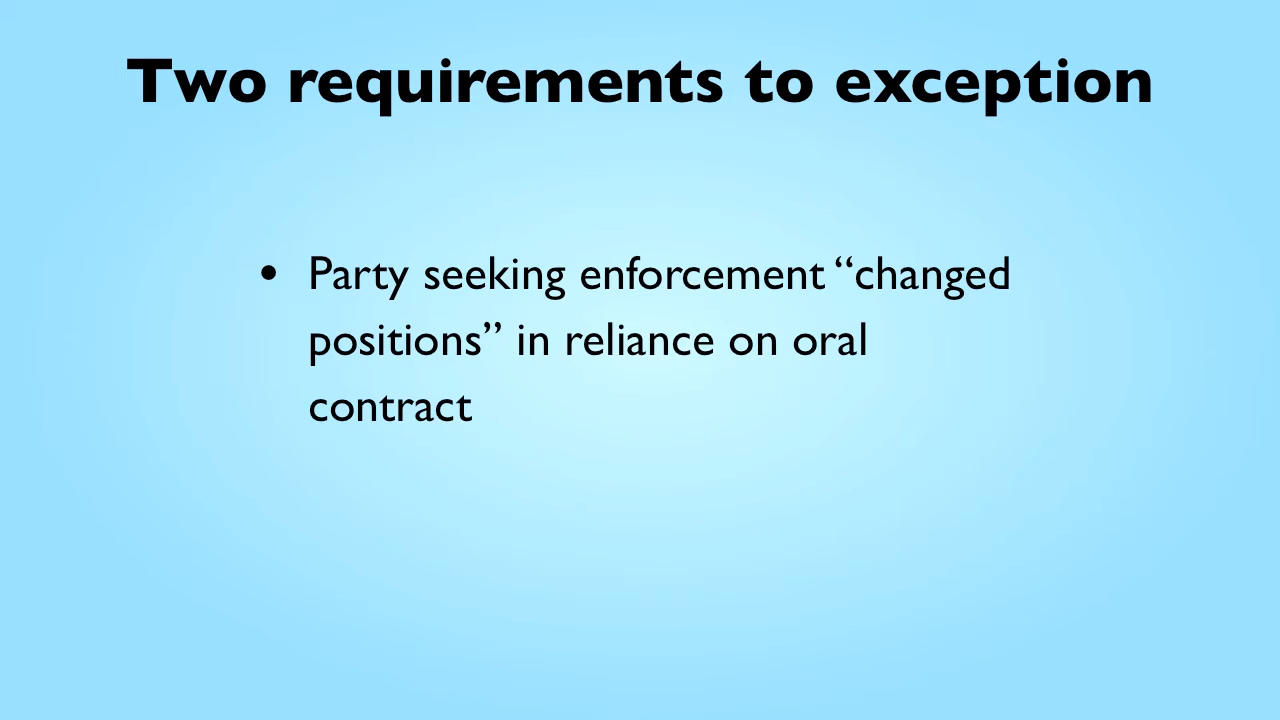 Two requirements to exception
• Party seeking enforcement “changed
positions” in reliance on oral
contract